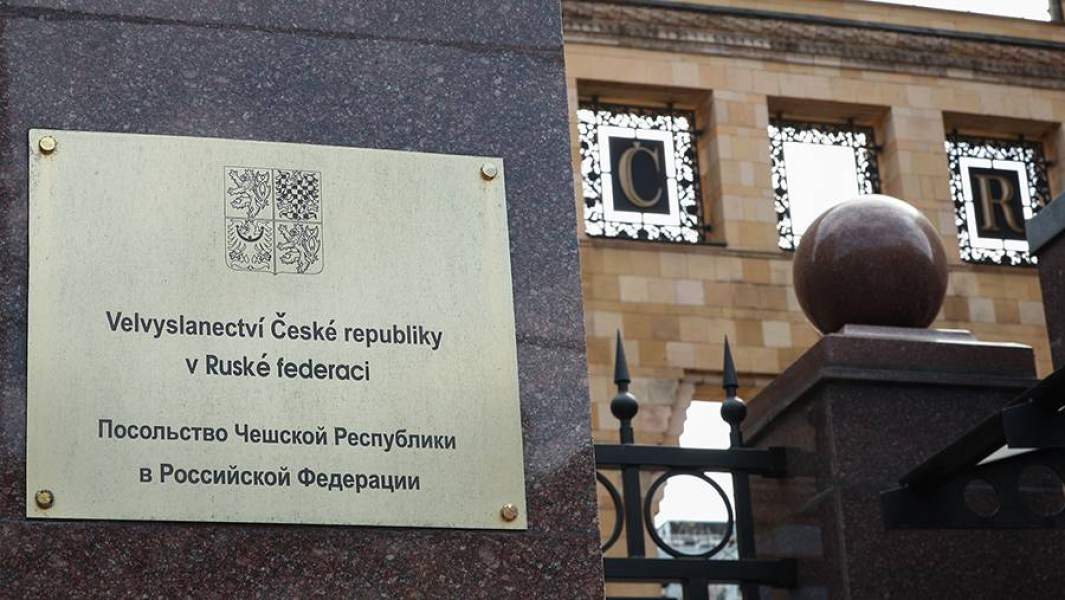 Velvyslanectví České republiky
v Ruské federaci
Посольство Чешской Республики
в Российской Федерации
Č R